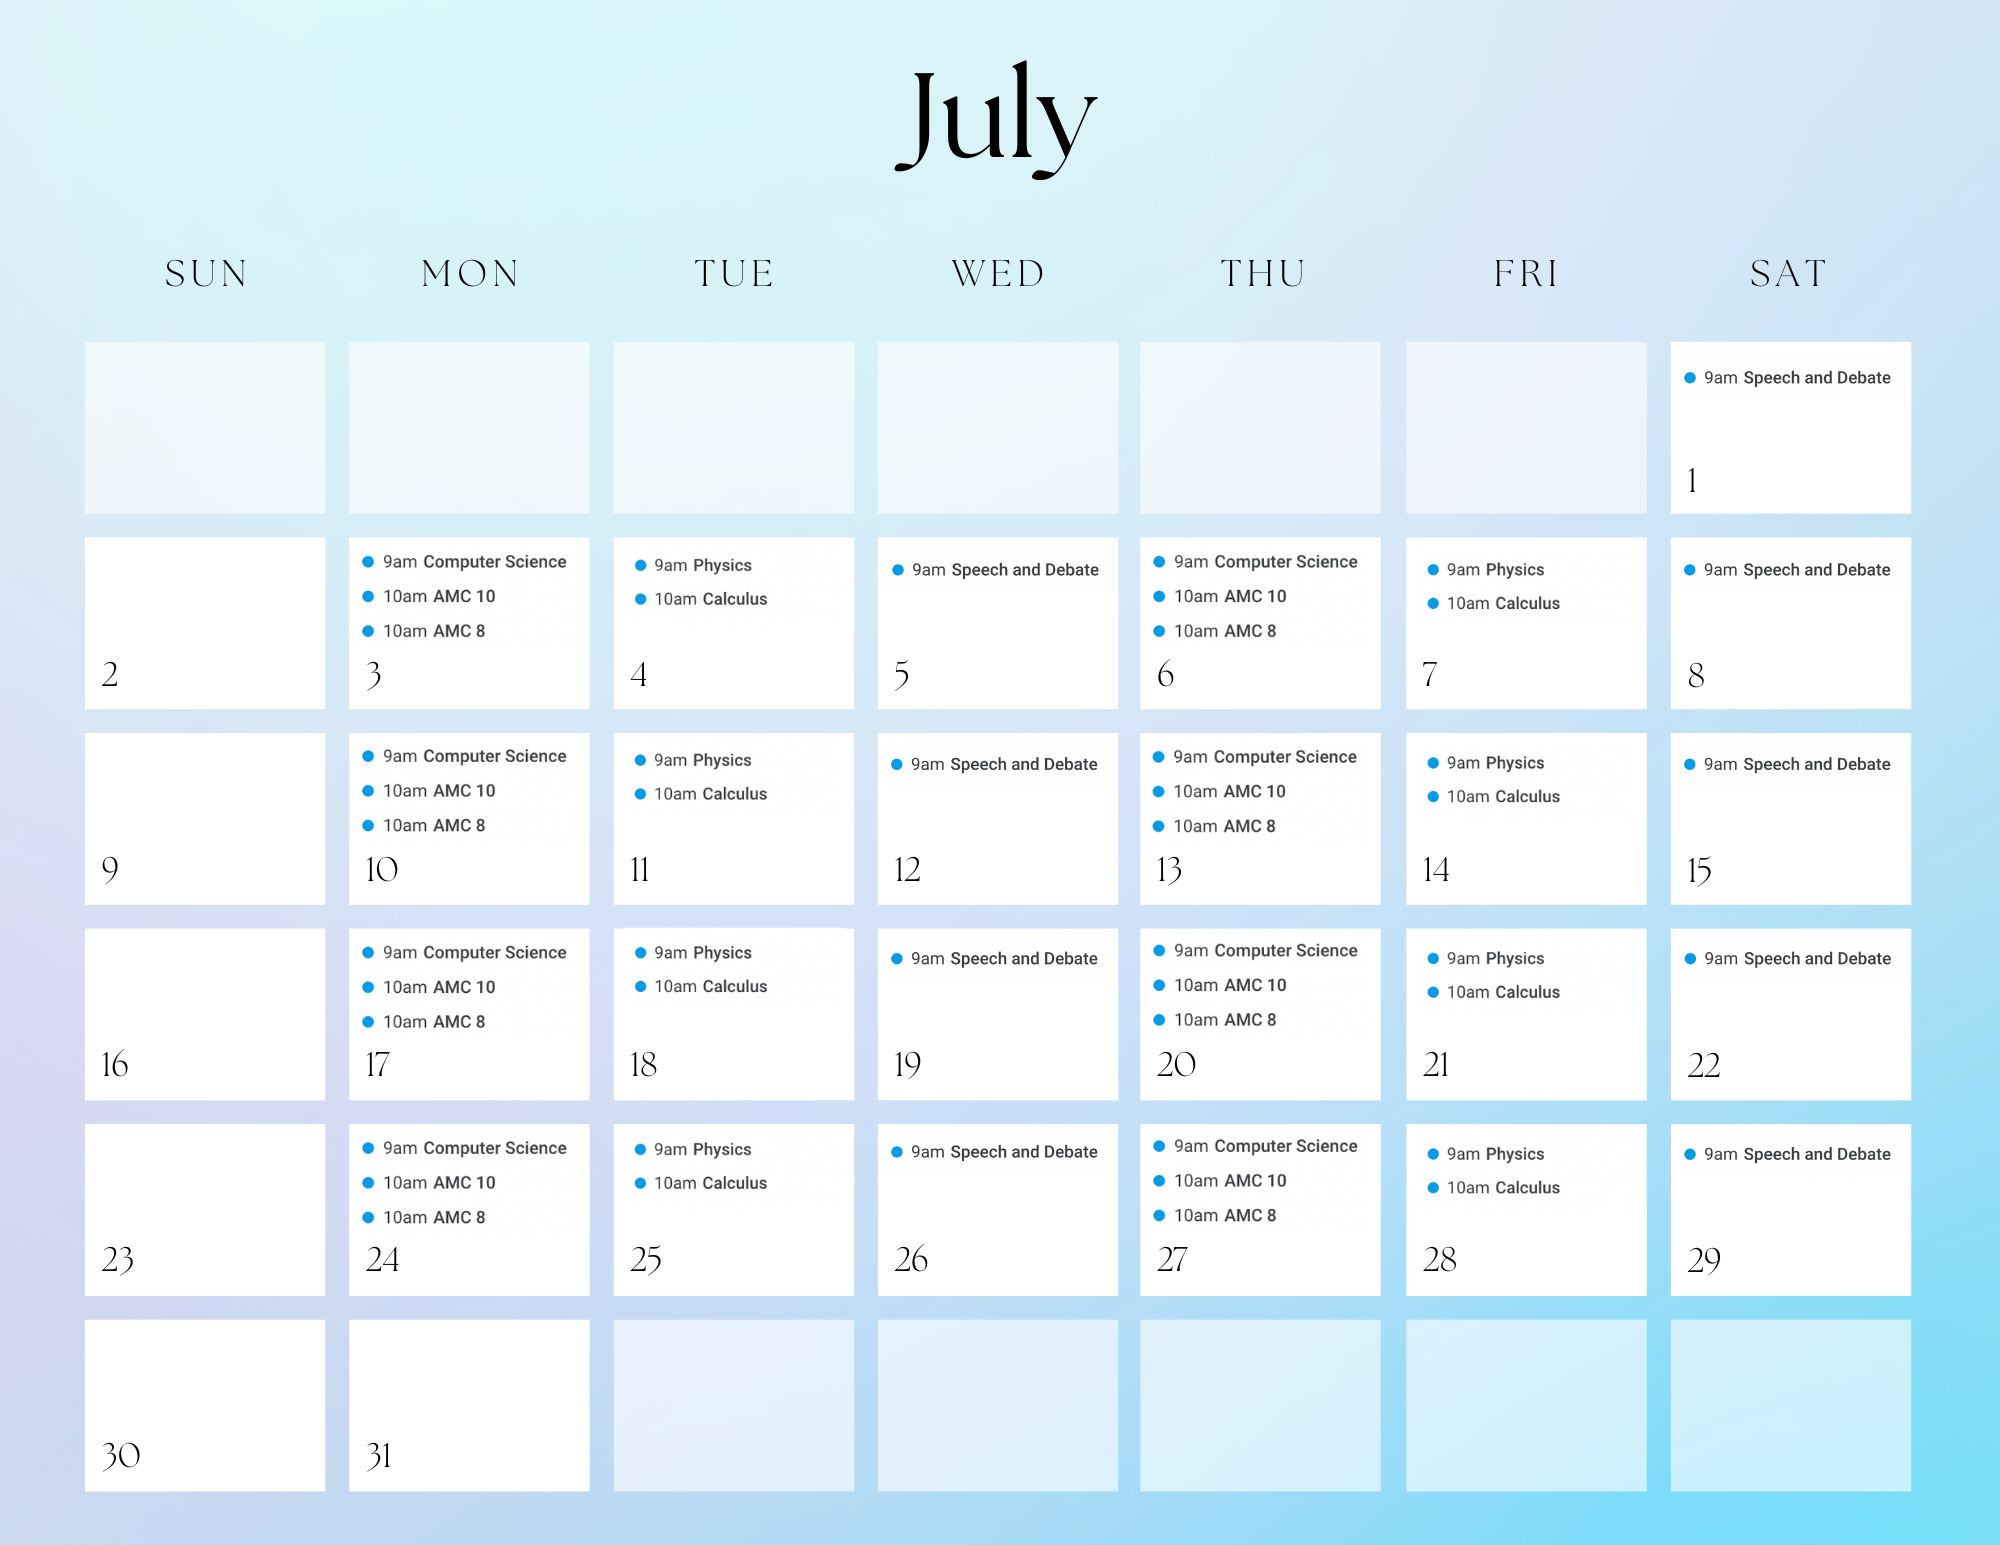 July
SUN MON TUE WED THU FRI SAT
9am Speech and Debate
1
2
9am Computer Science
10am AMC 10
10am AMC 8
3
9am Physics
10am Calculus
4
9am Speech and Debate
5
9am Computer Science
10am AMC 10
10am AMC 8
6
9am Physics
10am Calculus
7
9am Speech and Debate
8
9
9am Computer Science
10am AMC 10
10am AMC 8
10
9am Physics
10am Calculus
11
9am Speech and Debate
12
9am Computer Science
10am AMC 10
10am AMC 8
13
9am Physics
10am Calculus
14
9am Speech and Debate
15
16
9am Computer Science
10am AMC 10
10am AMC 8
17
9am Physics
10am Calculus
18
9am Speech and Debate
19
9am Computer Science
10am AMC 10
10am AMC 8
20
9am Physics
10am Calculus
21
9am Speech and Debate
22
23
9am Computer Science
10am AMC 10
10am AMC 8
24
9am Physics
10am Calculus
25
9am Speech and Debate
26
9am Computer Science
10am AMC 10
10am AMC 8
27
9am Physics
10am Calculus
28
9am Speech and Debate
29
30
31